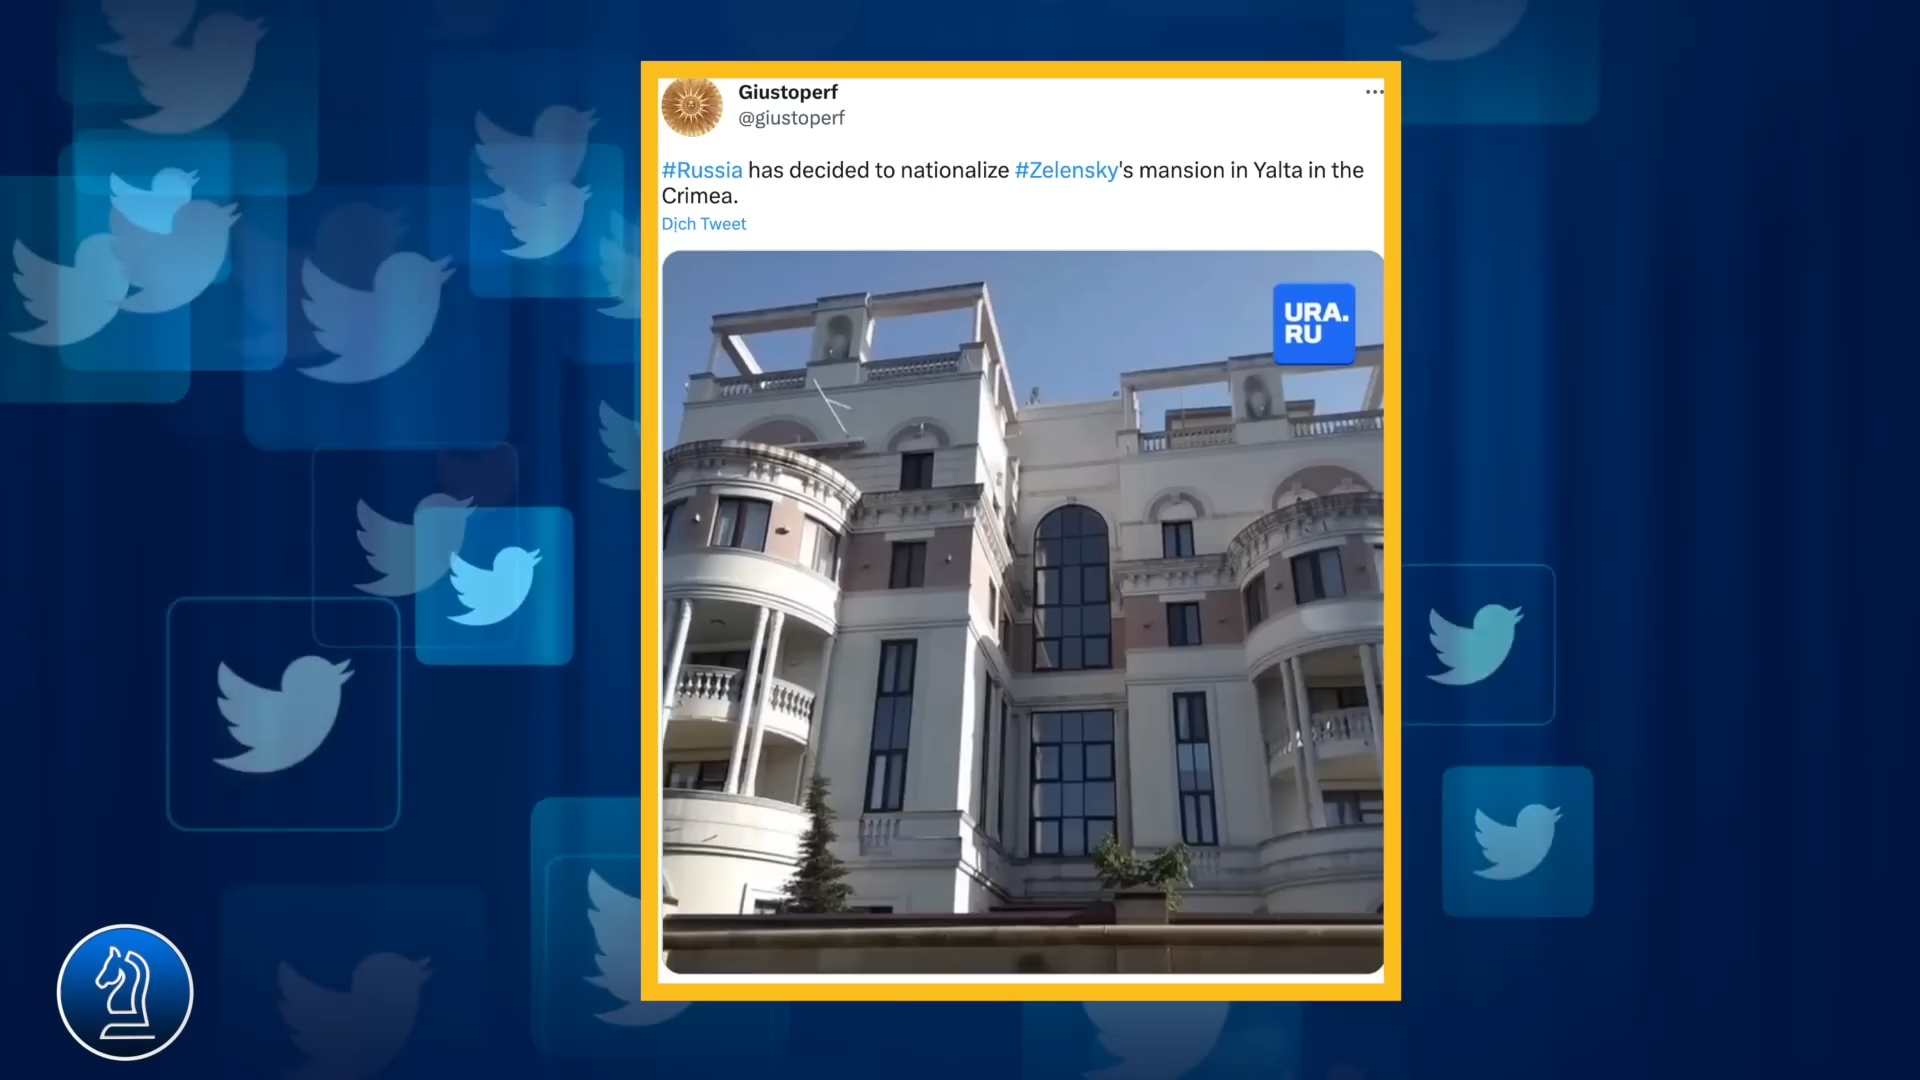 Giustoperf
@giustoperf
#Russia has decided to nationalize #Zelensky's mansion in Yalta in the
Crimea.
Dịch Tweet
URA.
RU